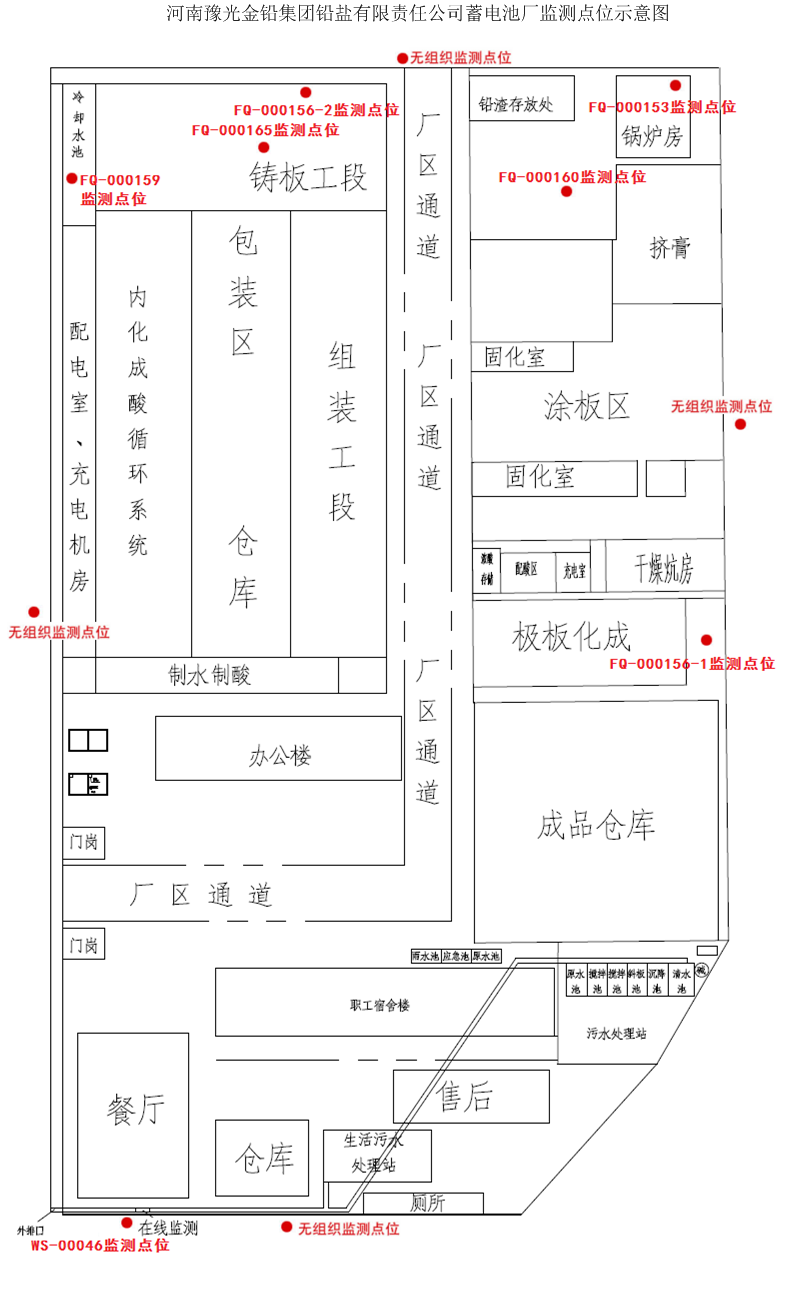 河南豫光金铅集团铅盐有限责任公司蓄电池厂监测点位示意图
无组织监测点位
冷却水池
FQ-000156-2监测点位
FQ-000165监测点位
铸板工段
FQ-000159
监测点位
厂区通道
铅渣存放处
FQ-000153监测点位
锅炉房
FQ-000160监测点位
挤膏
包装区
内化成酸循环系统
配电室、充电机房
组装工段
仓库
厂区通道
固化室
涂板区
无组织监测点位
固化室
配酸区
充电室
干燥炕房
无组织监测点位
极板化成
FQ-000156-1监测点位
制水制酸
厂区通道
办公楼
成品仓库
门岗
厂区通道
门岗
雨水池
应急池
原水池
原水池
搅拌池
搅拌池
斜板池
沉降池
清水池
职工宿舍楼
污水处理站
餐厅
售后
仓库
生活污水
处理站
厕所
外排口
在线监测
WS-00046监测点位
无组织监测点位